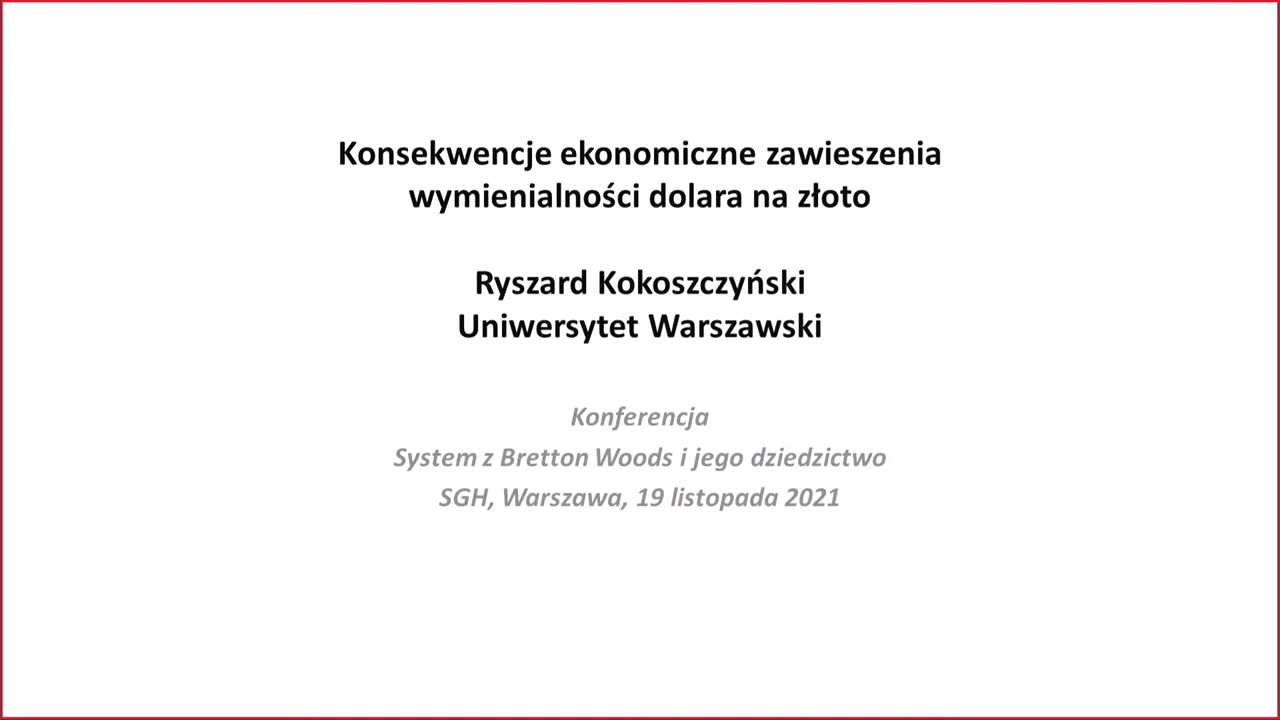 Konsekwencje ekonomiczne zawieszenia
wymienialności dolara na złoto
Ryszard Kokoszczyński
Uniwersytet Warszawski
Konferencja
System z Bretton Woods i jego dziedzictwo
SGH, Warszawa, 19 listopada 2021